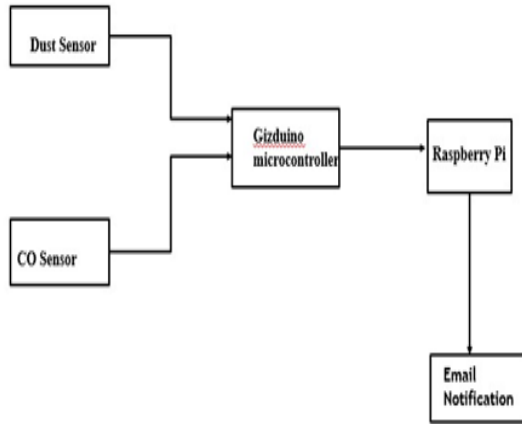 Dust Sensor
Gizduino
microcontroller
Raspberry Pi
CO Sensor
Email
Notification